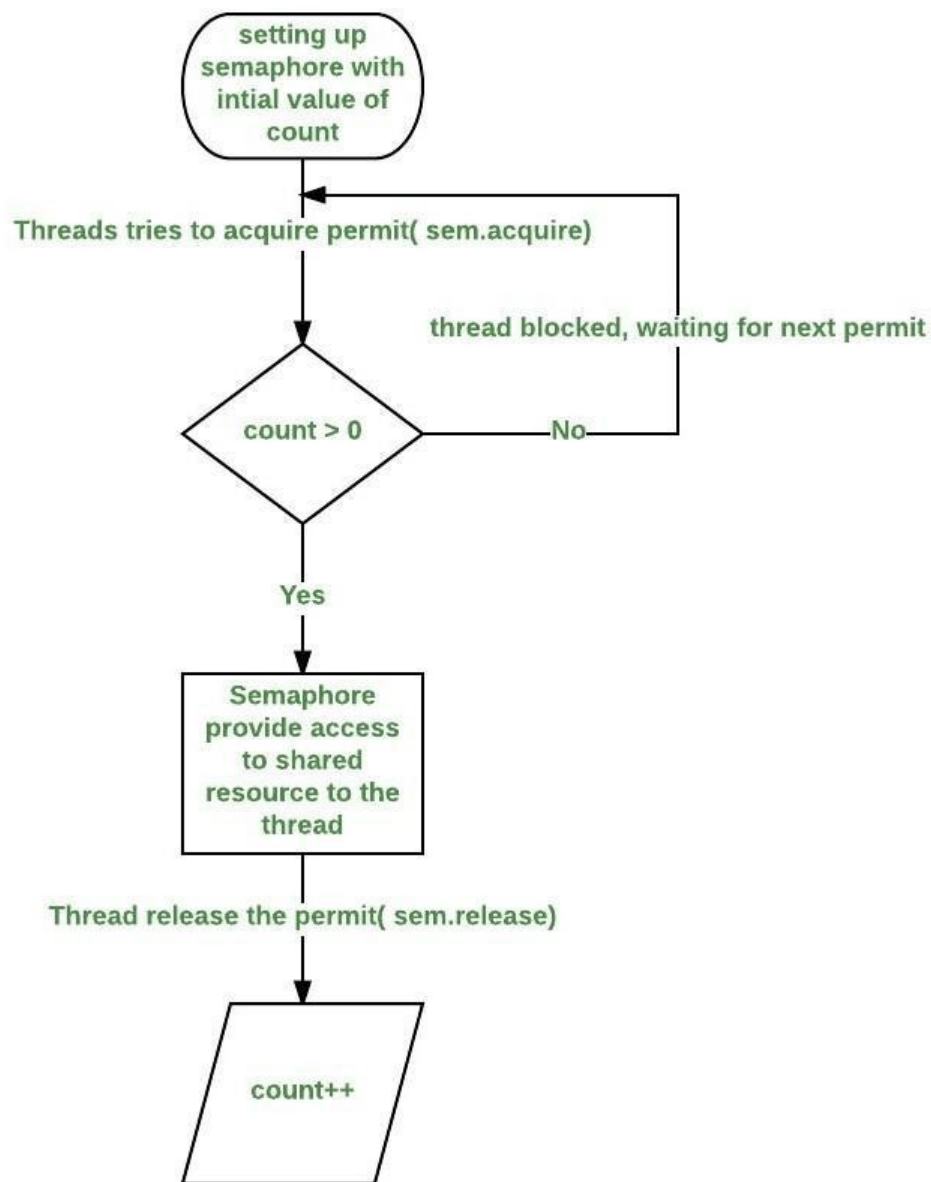 setting up
semaphore with
intial value of
count
Threads tries to acquire permit( sem.acquire)
thread blocked, waiting for next permit
count > 0
No
Yes
Semaphore
provide access
to shared
resource to the
thread
Thread release the permit( sem.release)
count++